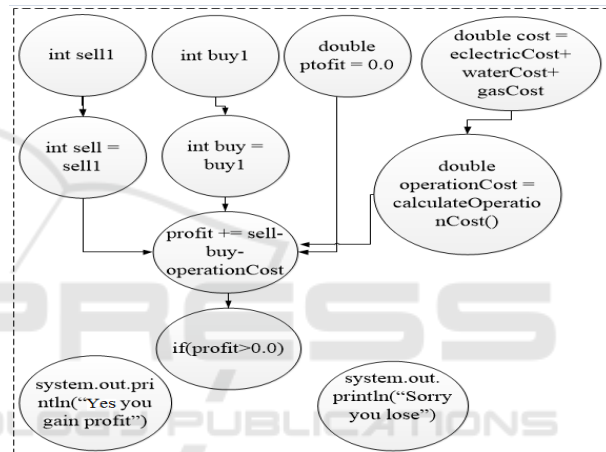 int sell1
int buy1
double
ptofit = 0.0
double cost =
eclectricCost+
waterCost+
gasCost
int sell =
sell1
int buy =
buy1
double
operationCost =
calculateOperatio
nCost()
profit += sell-
buy-
operationCost
if(profit>0.0)
system.out.pri
ntln(“Yes you
gain profit”)
system.out.
println(“Sorry
you lose”)
PRESS
PUBLICATIONS